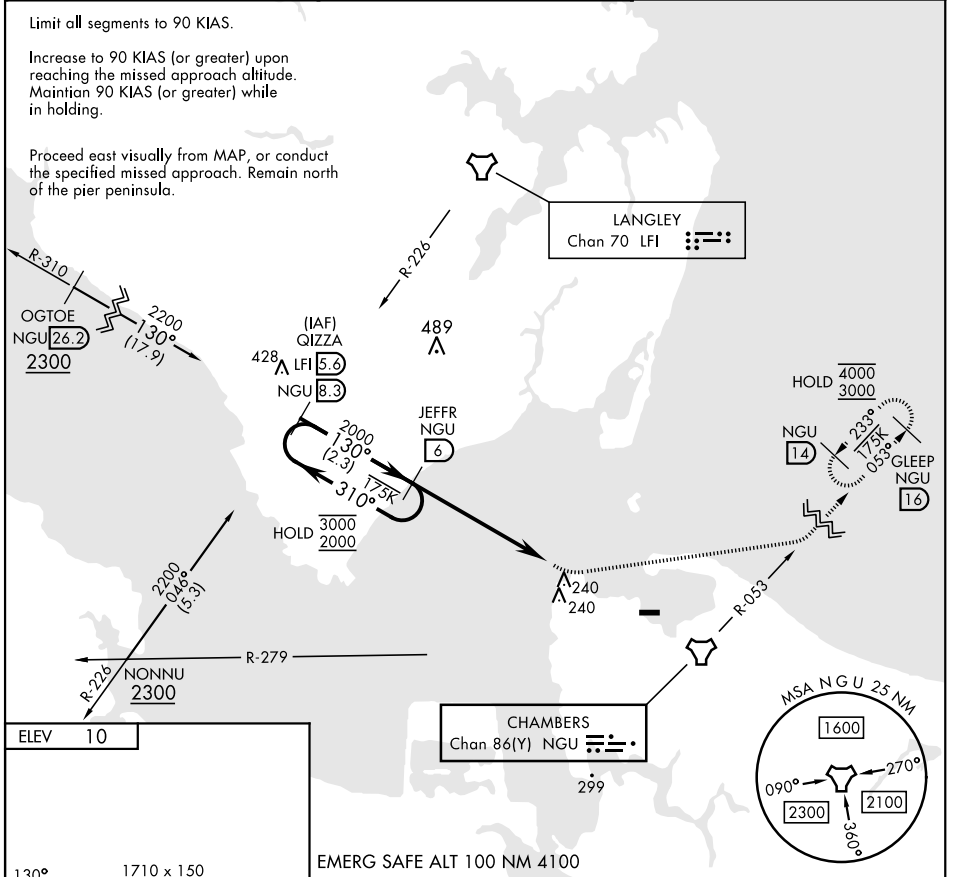 Limit all segments to 90 KIAS.
Increase to 90 KIAS (or greater) upon
reaching the missed approach altitude.
Maintian 90 KIAS (or greater) while
in holding.
Proceed east visually from MAP, or conduct
the specified missed approach. Remain north
of the pier peninsula.
LANGLEY
Chan 70 LFI
R-226
R-310
OGTOE
NGU 26.2
2300
2200
130°
(17.9)
(IAF)
QIZZA
428 LFI 5.6
NGU 8.3
489
JEFFR
NGU
6
2000
130°
(2.3)
175K
310°
HOLD 3000
2000
HOLD 4000
3000
NGU
14
233°
175K
053°
GLEEP
NGU
16
240
240
R-053
2200
046°
(5.3)
R-279
R-226
NONNU
2300
CHAMBERS
Chan 86(Y) NGU
299
MSA NGU 25 NM
1600
090°
270°
2300
2100
360°
ELEV 10
130°
1710 x 150
EMERG SAFE ALT 100 NM 4100